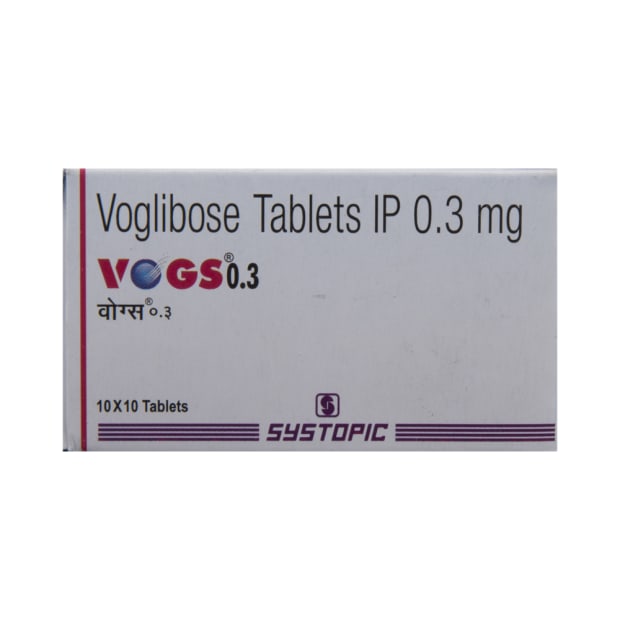 Voglibose Tablets IP 0.3 mg
VOGS® 0.3
वोग्स® ०.३
10X10 Tablets
SYSTOPIC